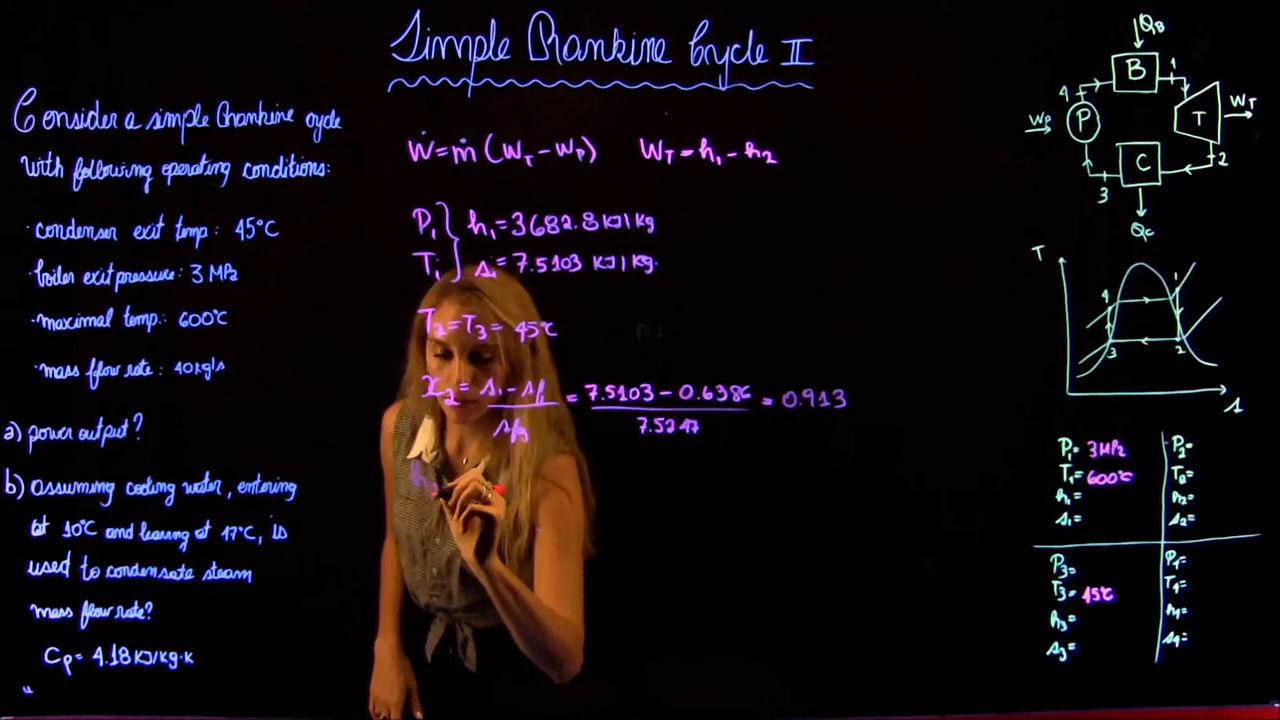 Simple Rankine Cycle II
Consider a simple Rankine cycle
with following operating conditions:
· condenser exit temp: 45°C
· boiler exit pressure: 3 MPa
· maximal temp: 600°C
· mass flow rate: 40 kg/s
a) power output?
b) assuming cooling water, entering
at 10°C and leaving at 17°C, is
used to condensate steam
mass flow rate?
Cp= 4.18 KJ/kg·K
Ẇ=ṁ (WT – WP) WT = h1 – h2
P1 } h1 = 3682.8 KJ/kg
T1 } s1 = 7.5103 KJ/kg·
T2 = T3 = 45°C
x2 = s1 – sf / sfg = 7.5103 – 0.6386 / 7.5247 = 0.913
QB
B
1
4
WP
P
T
WT
C
2
3
QC
T
1
4
3
2
s
P1= 3MPa
T1= 600°C
h1=
s1=
P2=
T2=
h2=
s2=
P3=
T3= 45°C
h3=
s3=
P4=
T4=
h4=
s4=